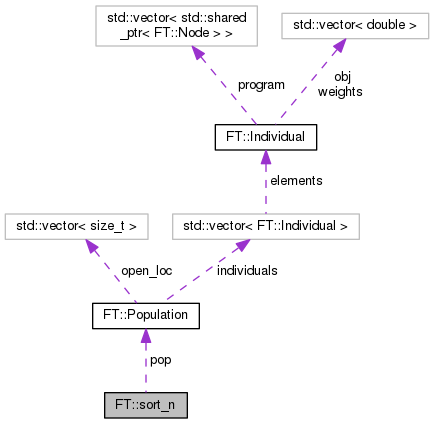 std::vector< std::shared
_ptr< FT::Node > >
std::vector< double >
program
obj
weights
FT::Individual
elements
std::vector< size_t >
std::vector< FT::Individual >
open_loc
individuals
FT::Population
pop
FT::sort_n